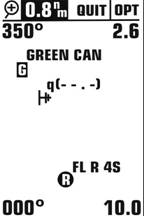 0.8nm QUIT OPT
350° 2.6
GREEN CAN
G
q(--.-)
FL R 4S
R
000° 10.0